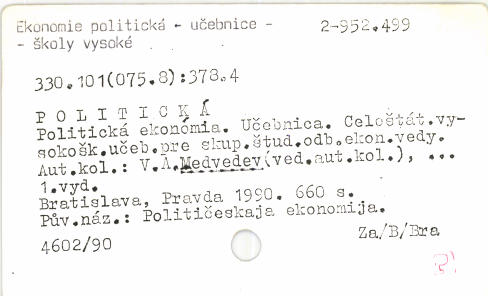 Ekonomie politická - učebnice -
- školy vysoké
2-952.499
330.101(075.8):378.4
P O L I T I C K Á
Politická ekonómia. Učebnica. Celoštát.vy-
sokošk.učeb.pre skup.štud.odb.ekon.vedy.
Aut.kol.: V.A.Medvedev(ved.aut.kol.), ...
1.vyd.
Bratislava, Pravda 1990. 660 s.
Pův.náz.: Političeskaja ekonomija.
4602/90
Za/B/Bra